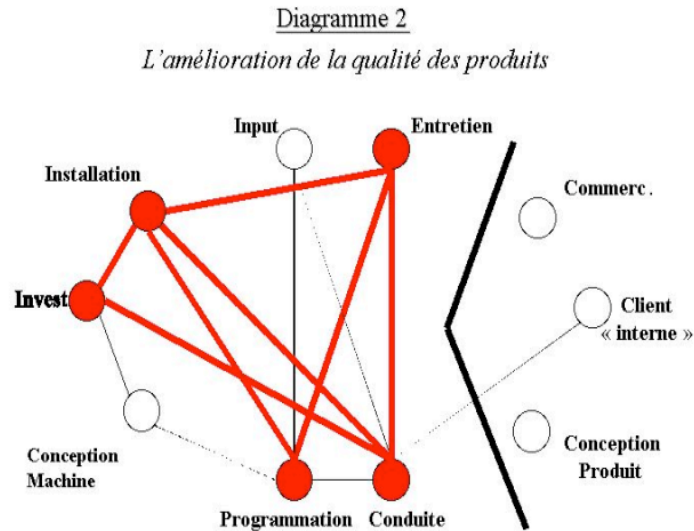 Diagramme 2
L'amélioration de la qualité des produits
Input
Entretien
Installation
Commerc .
Invest
Client
« interne »
Conception
Machine
Conception
Produit
Programmation
Conduite